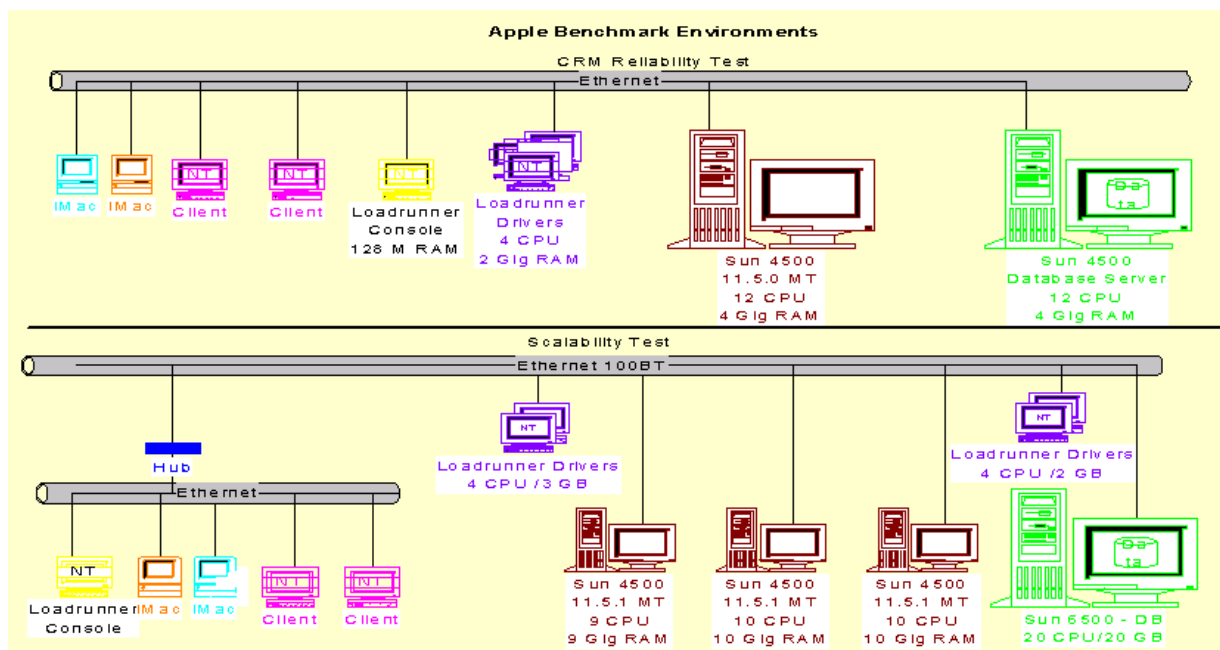 Apple Benchmark Environments
CRM Reliability Test
Ethernet
NT
NT
NT
NT
Da
ta
IMac
IMac
Client
Client
Loadrunner
Console
128 M RAM
Loadrunner
Drivers
4 CPU
2 Gig RAM
Sun 4500
11.5.0 MT
12 CPU
4 Gig RAM
Sun 4500
Database Server
12 CPU
4 Gig RAM
Scalability Test
Ethernet 100BT
NT
NT
Hub
Loadrunner Drivers
4 CPU /3 GB
Loadrunner Drivers
4 CPU /2 GB
Ethernet
NT
NT
NT
Da
ta
Loadrunner
Console
IMac
IMac
Client
Client
Sun 4500
11.5.1 MT
9 CPU
9 Gig RAM
Sun 4500
11.5.1 MT
10 CPU
10 Gig RAM
Sun 4500
11.5.1 MT
10 CPU
10 Gig RAM
Sun 6500 - DB
20 CPU/20 GB